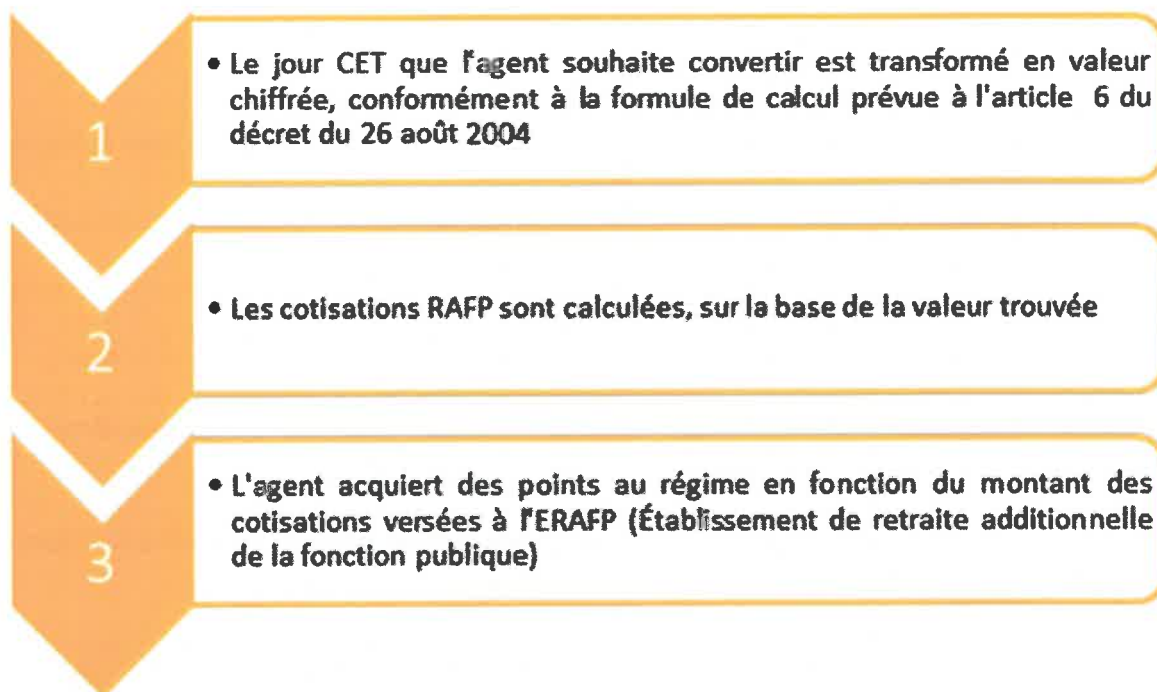 1
• Le jour CET que l'agent souhaite convertir est transformé en valeur
chiffrée, conformément à la formule de calcul prévue à l'article 6 du
décret du 26 août 2004
2
• Les cotisations RAFP sont calculées, sur la base de la valeur trouvée
3
• L'agent acquiert des points au régime en fonction du montant des
cotisations versées à l'ERAFP (Établissement de retraite additionnelle
de la fonction publique)